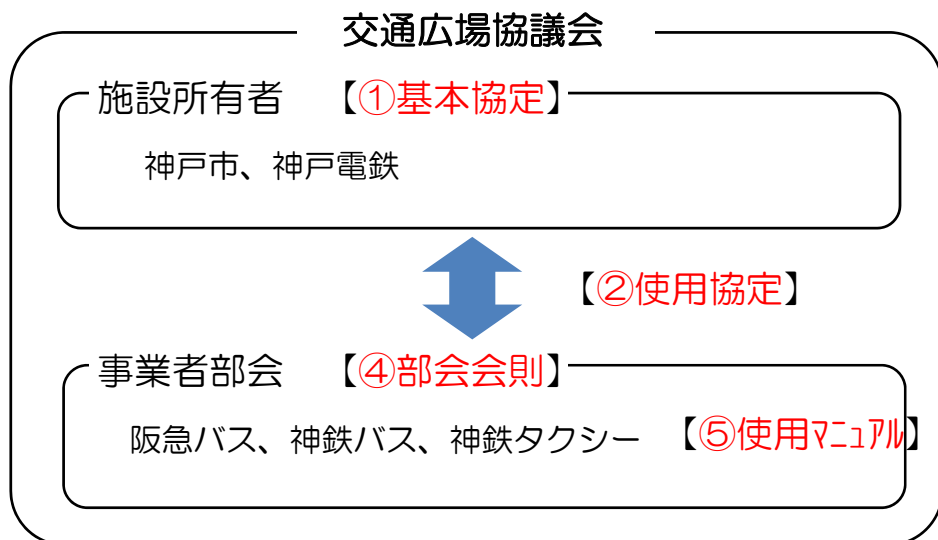 交通広場協議会
施設所有者 【①基本協定】
神戸市、神戸電鉄
【②使用協定】
事業者部会 【④部会会則】
阪急バス、神鉄バス、神鉄タクシー 【⑤使用マニュアル】